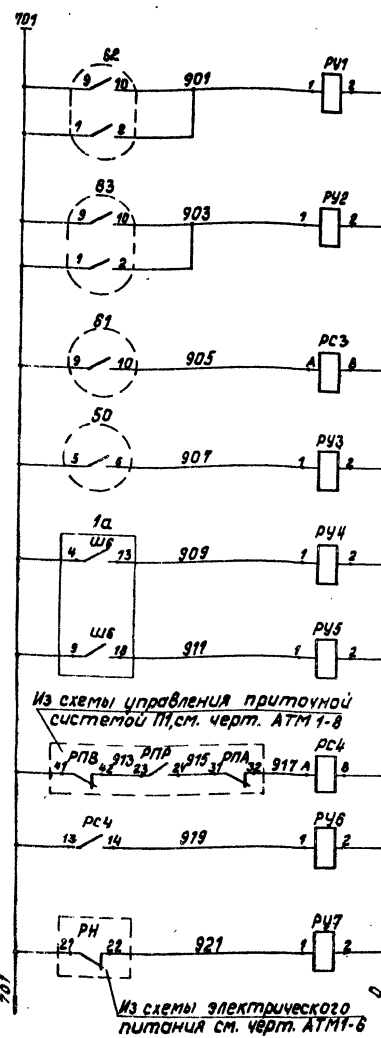 701
62
9 10 901 1 РУ1 2
1 2
83
9 10 903 1 РУ2 2
1 2
61
9 10 905 А РС3 В
50
5 6 907 1 РУ3 2
1а
Ш6
4 13 909 1 РУ4 2
Ш6
9 18 911 1 РУ5 2
Из схемы управления приточной
системой П1, см. черт. АТМ 1-8
41 РПВ 42 913 23 РПР 24 915 31 РПА 32 917 А РС4 В
13 РС4 14 919 1 РУ6 2
21 РН 22 921 1 РУ7 2
701
0
Из схемы электрического
питания см. черт. АТМ1-6